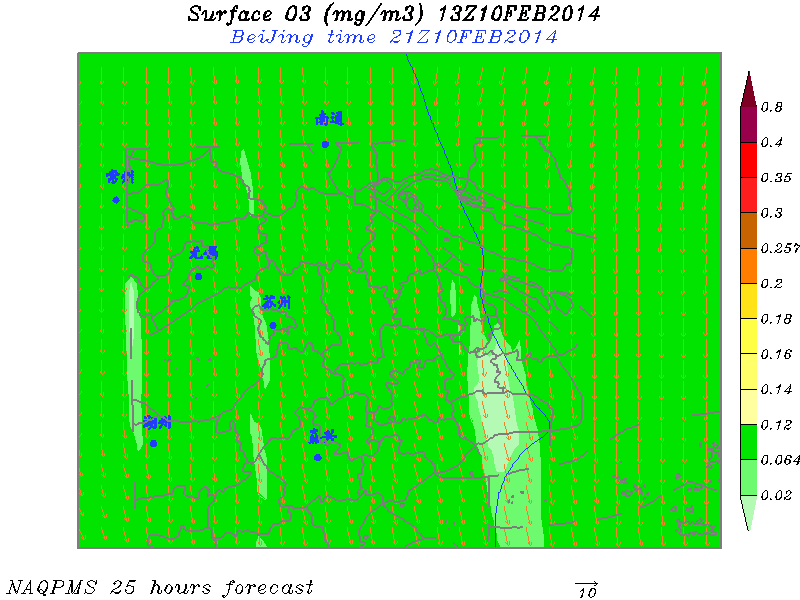 Surface O3 (mg/m3) 13Z10FEB2014
BeiJing time 21Z10FEB2014
南通
常州
无锡
苏州
湖州
嘉兴
0.8
0.4
0.35
0.3
0.257
0.2
0.18
0.16
0.14
0.12
0.064
0.02
NAQPMS 25 hours forecast
10